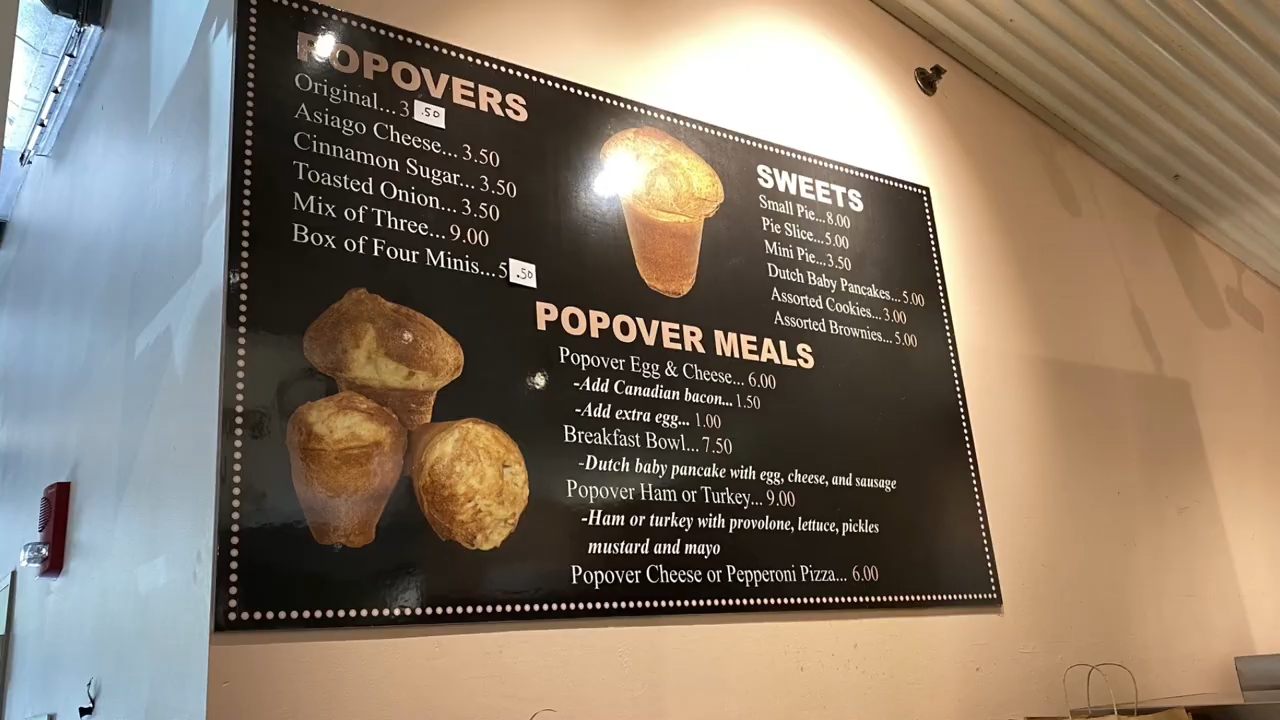 POPOVERS
Original...3 .50
Asiago Cheese... 3.50
Cinnamon Sugar... 3.50
Toasted Onion... 3.50
Mix of Three... 9.00
Box of Four Minis...5 .50
SWEETS
Small Pie...8.00
Pie Slice...5.00
Mini Pie...3.50
Dutch Baby Pancakes... 5.00
Assorted Cookies... 3.00
Assorted Brownies... 5.00
POPOVER MEALS
Popover Egg & Cheese... 6.00
-Add Canadian bacon... 1.50
-Add extra egg... 1.00
Breakfast Bowl... 7.50
-Dutch baby pancake with egg, cheese, and sausage
Popover Ham or Turkey... 9.00
-Ham or turkey with provolone, lettuce, pickles
mustard and mayo
Popover Cheese or Pepperoni Pizza... 6.00